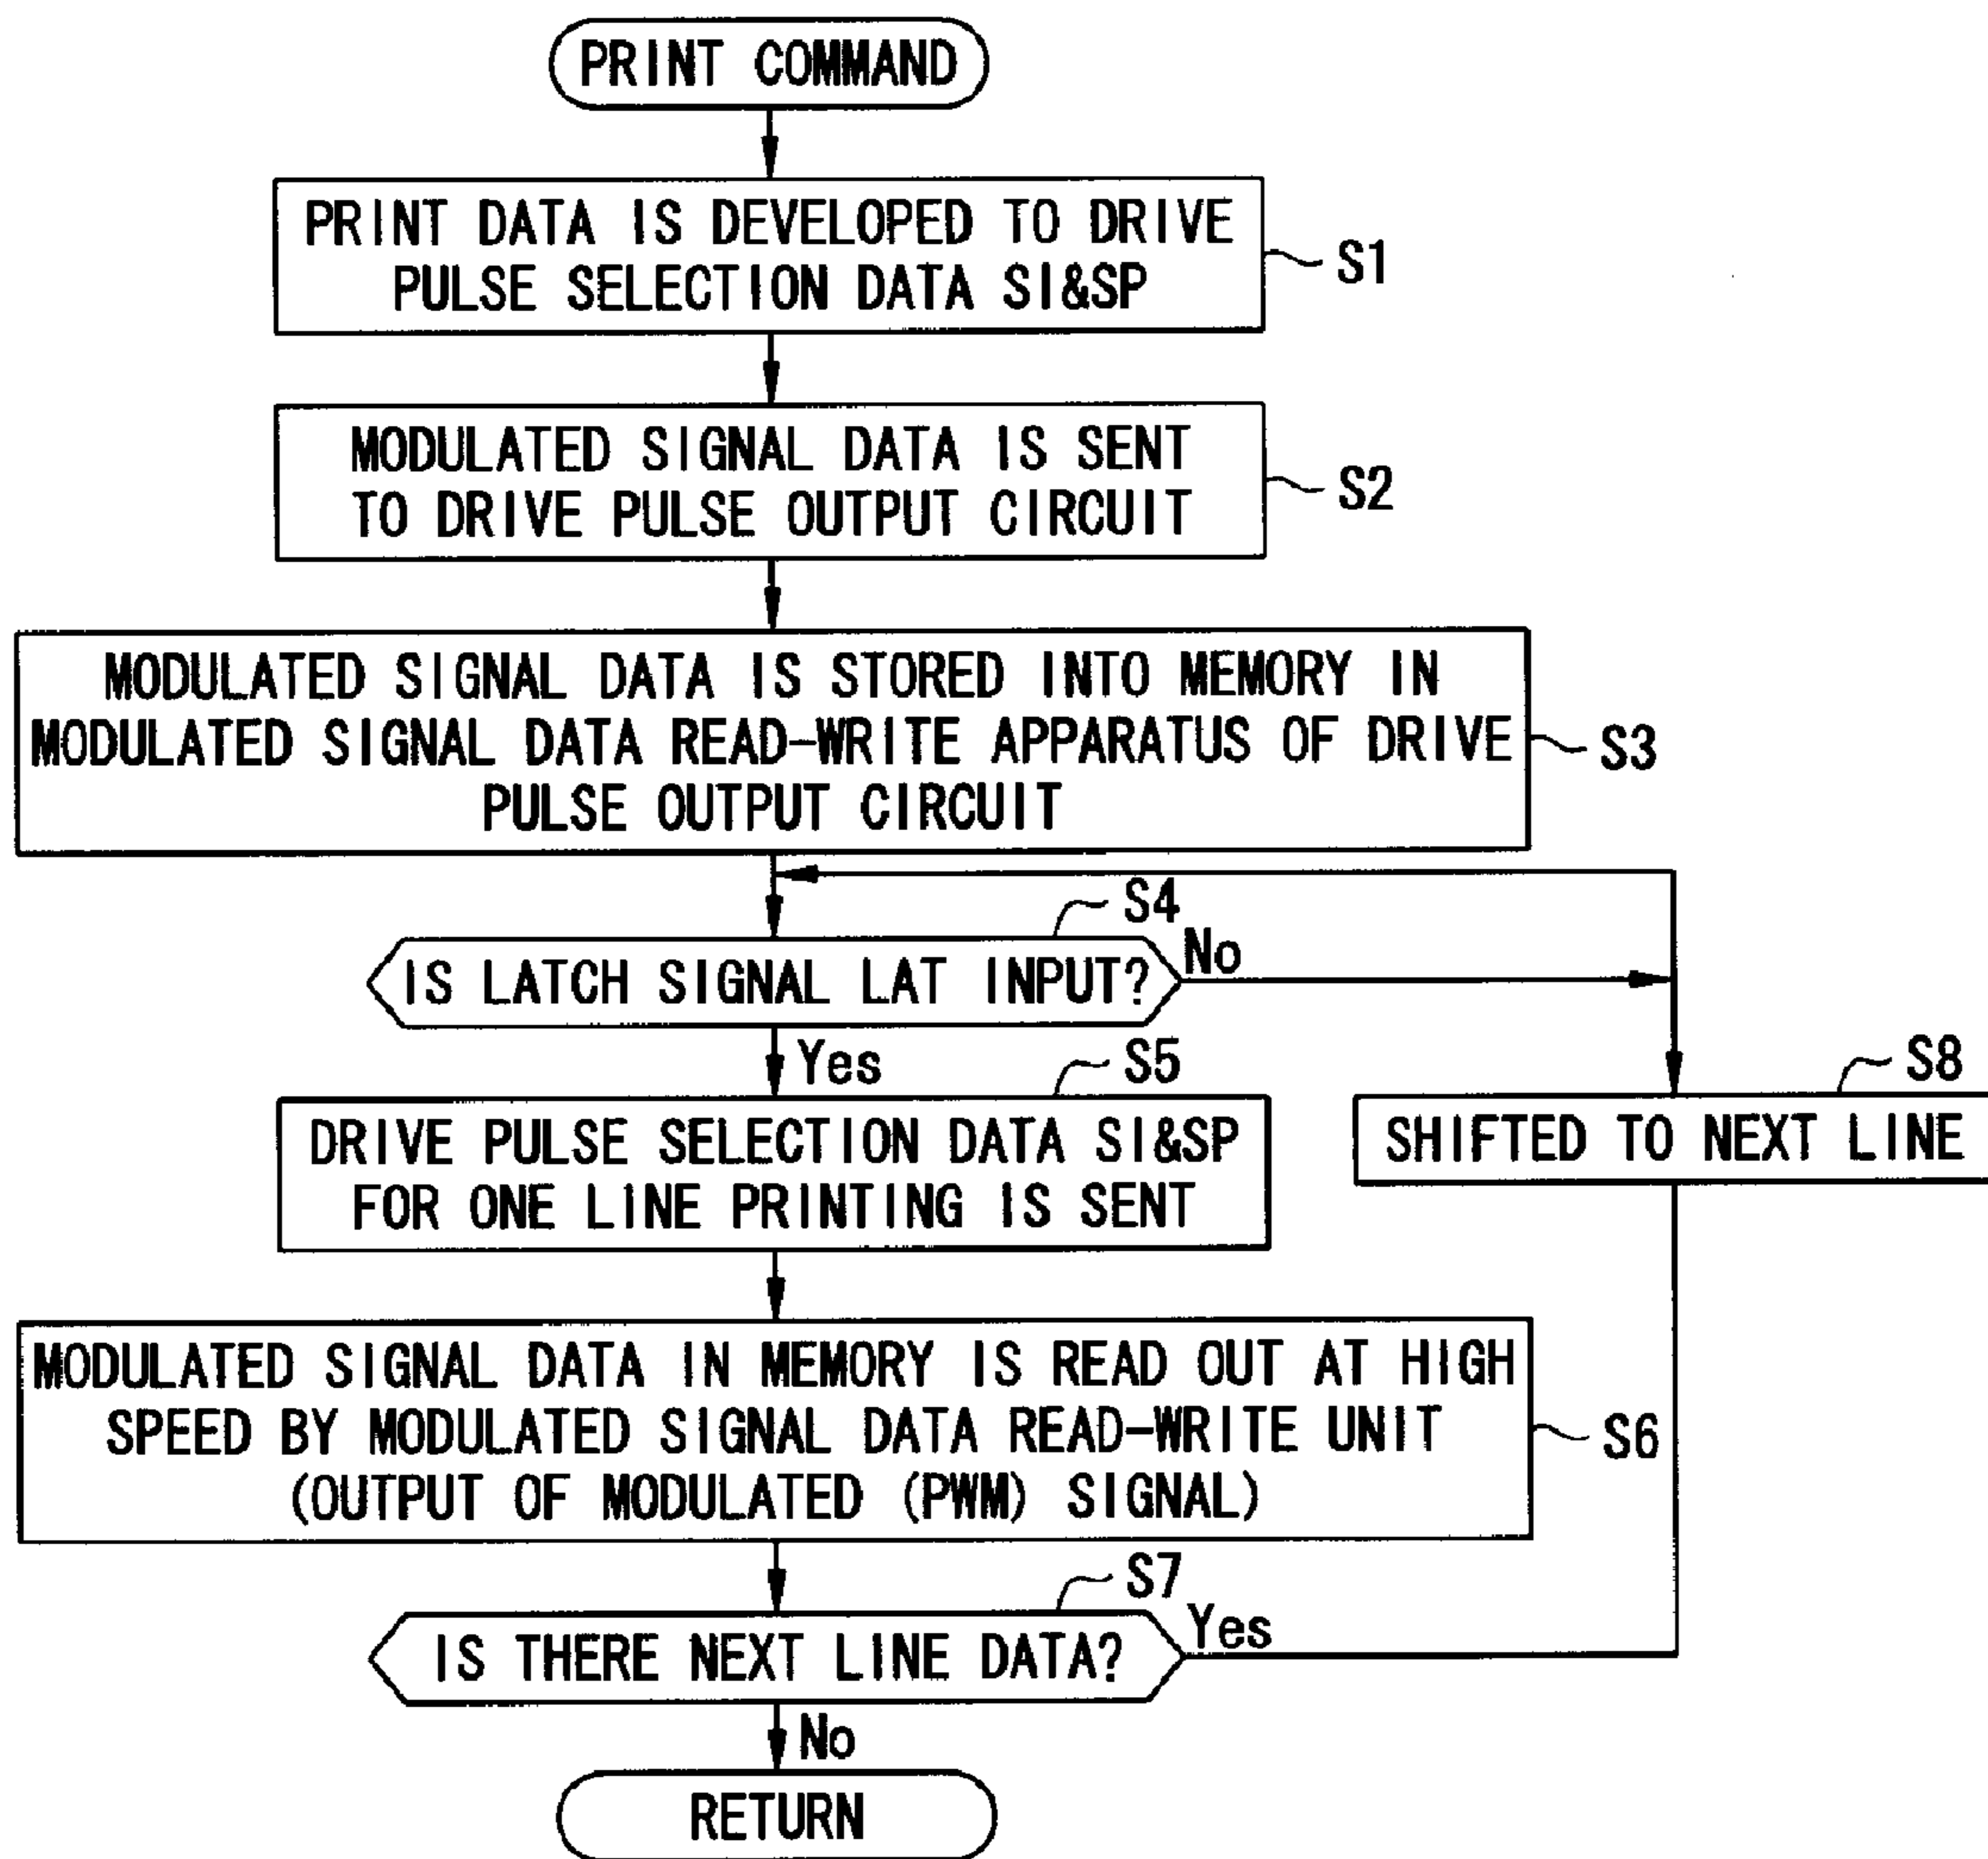 PRINT COMMAND
PRINT DATA IS DEVELOPED TO DRIVE
PULSE SELECTION DATA SI&SP
S1
MODULATED SIGNAL DATA IS SENT
TO DRIVE PULSE OUTPUT CIRCUIT
S2
MODULATED SIGNAL DATA IS STORED INTO MEMORY IN
MODULATED SIGNAL DATA READ-WRITE APPARATUS OF DRIVE
PULSE OUTPUT CIRCUIT
S3
S4
IS LATCH SIGNAL LAT INPUT?
No
Yes
S5
DRIVE PULSE SELECTION DATA SI&SP
FOR ONE LINE PRINTING IS SENT
S8
SHIFTED TO NEXT LINE
MODULATED SIGNAL DATA IN MEMORY IS READ OUT AT HIGH
SPEED BY MODULATED SIGNAL DATA READ-WRITE UNIT
(OUTPUT OF MODULATED (PWM) SIGNAL)
S6
S7
IS THERE NEXT LINE DATA?
Yes
No
RETURN